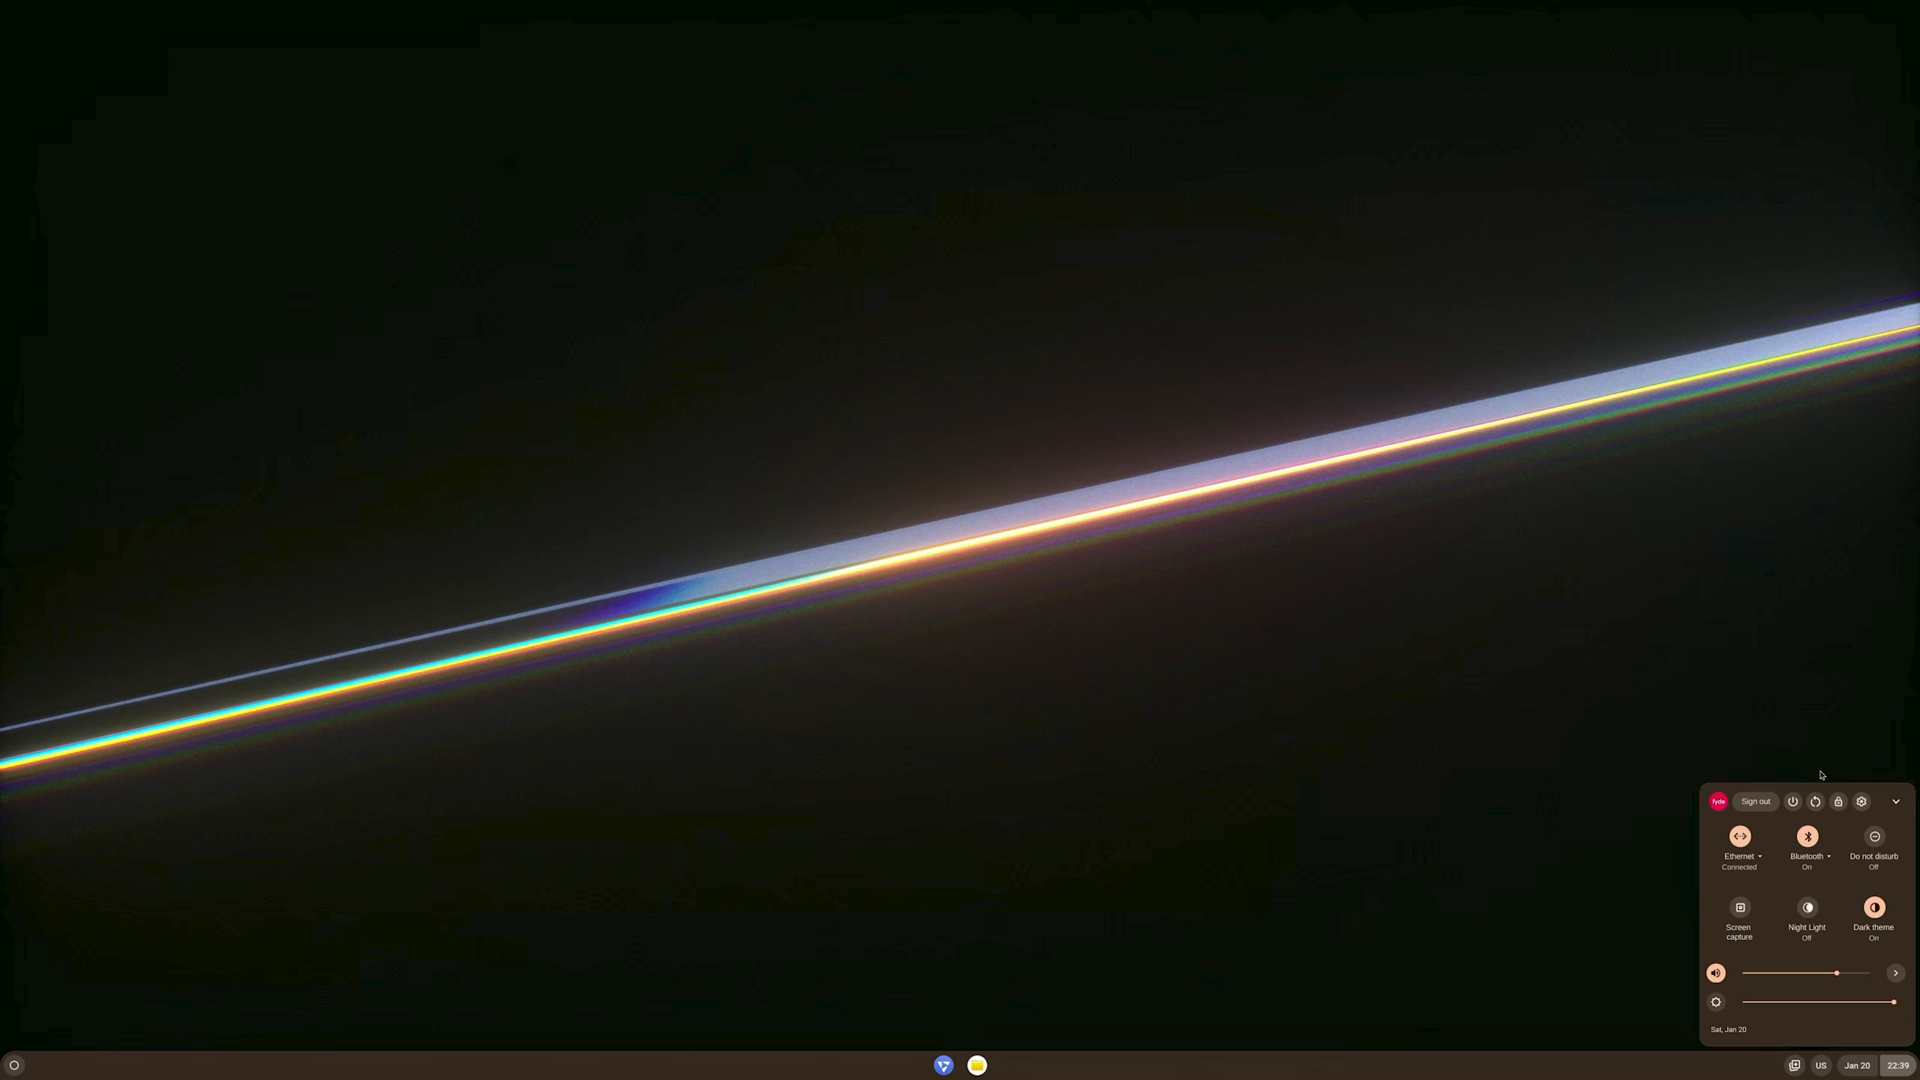 fyde Sign out
Ethernet Bluetooth Do not disturb
Connected On Off
Screen capture Night Light Dark theme
Off On
Sat, Jan 20
US Jan 20 22:39